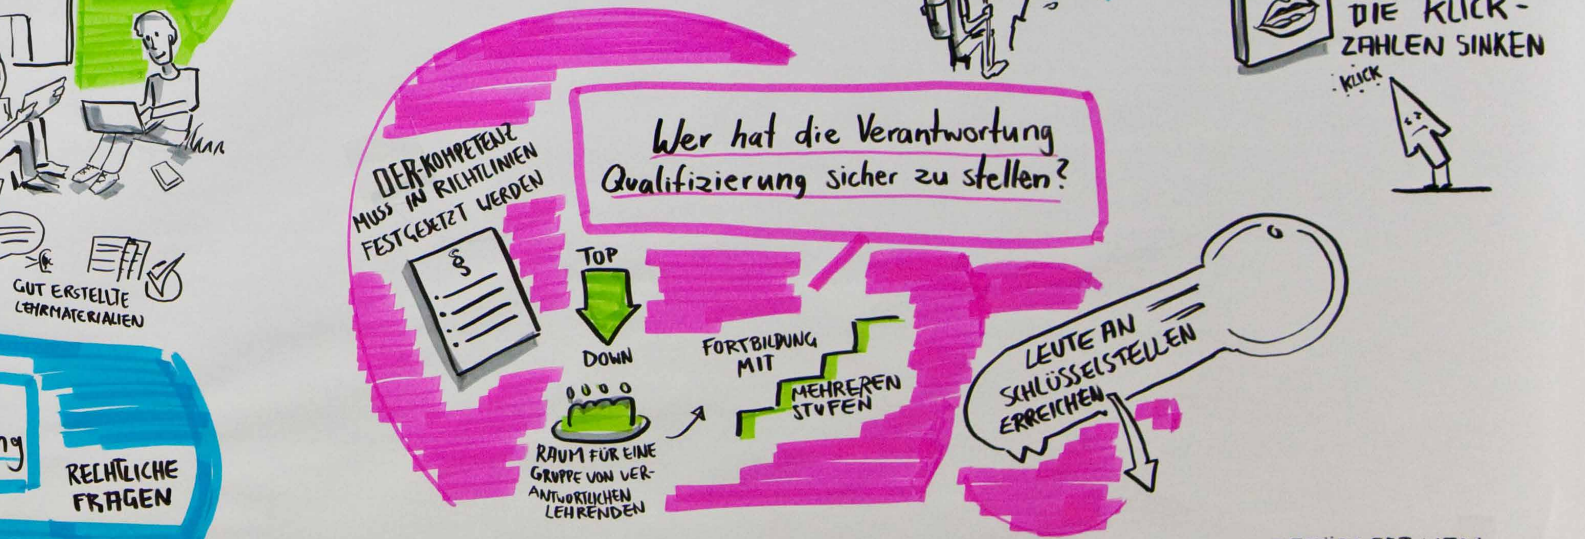 DIE KLICK-
ZAHLEN SINKEN
KLICK
Wer hat die Verantwortung
Qualifizierung sicher zu stellen?
OER-KOMPETENZ
MUSS IN RICHTLINIEN
FESTGESETZT WERDEN
§
TOP
DOWN
RAUM FÜR EINE
GRUPPE VON VER-
ANTWORTLICHEN
LEHRENDEN
FORTBILDUNG
MIT
MEHREREN
STUFEN
LEUTE AN
SCHLÜSSELSTELLEN
ERREICHEN
GUT ERSTELLTE
LEHRMATERIALIEN
ng
RECHTLICHE
FRAGEN